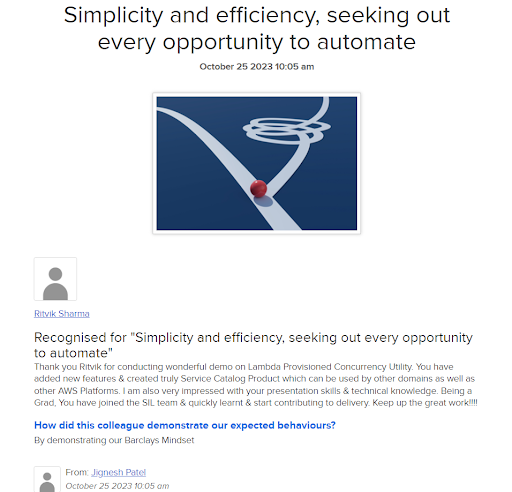 Simplicity and efficiency, seeking out
every opportunity to automate
October 25 2023 10:05 am
Ritvik Sharma
Recognised for "Simplicity and efficiency, seeking out every opportunity
to automate"
Thank you Ritvik for conducting wonderful demo on Lambda Provisioned Concurrency Utility. You have
added new features & created truly Service Catalog Product which can be used by other domains as well as
other AWS Platforms. I am also very impressed with your presentation skills & technical knowledge. Being a
Grad, You have joined the SIL team & quickly learnt & start contributing to delivery. Keep up the great work!!!!
How did this colleague demonstrate our expected behaviours?
By demonstrating our Barclays Mindset
From: Jignesh Patel
October 25 2023 10:05 am